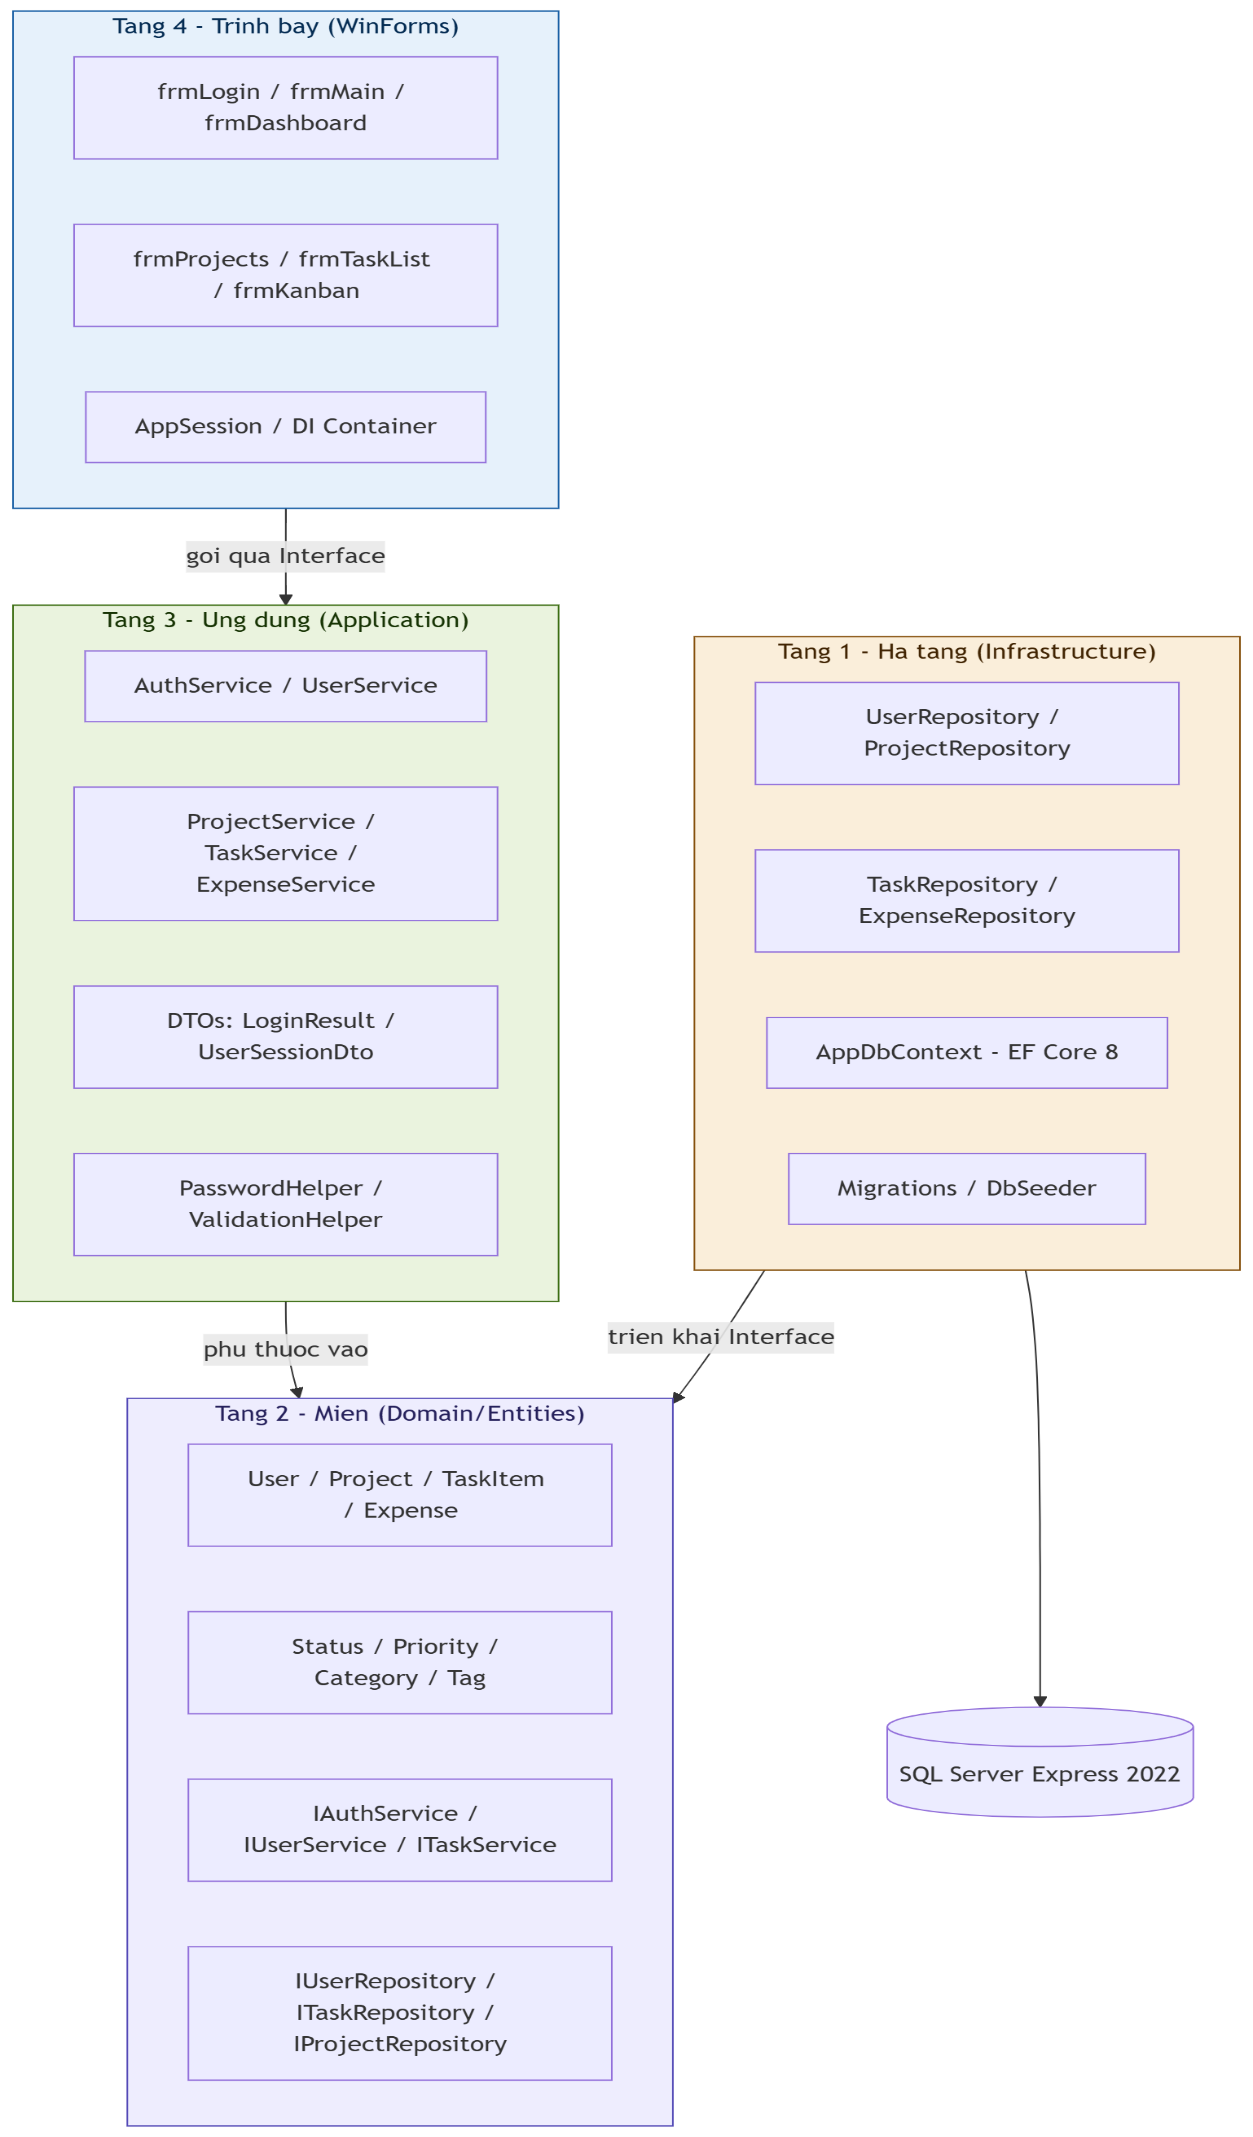 Tang 4 - Trinh bay (WinForms)
frmLogin / frmMain /
frmDashboard
frmProjects / frmTaskList
/ frmKanban
AppSession / DI Container
goi qua Interface
Tang 3 - Ung dung (Application)
AuthService / UserService
ProjectService /
TaskService /
ExpenseService
DTOs: LoginResult /
UserSessionDto
PasswordHelper /
ValidationHelper
Tang 1 - Ha tang (Infrastructure)
UserRepository /
ProjectRepository
TaskRepository /
ExpenseRepository
AppDbContext - EF Core 8
Migrations / DbSeeder
phu thuoc vao
trien khai Interface
Tang 2 - Mien (Domain/Entities)
User / Project / TaskItem
/ Expense
Status / Priority /
Category / Tag
IAuthService /
IUserService / ITaskService
IUserRepository /
ITaskRepository /
IProjectRepository
SQL Server Express 2022